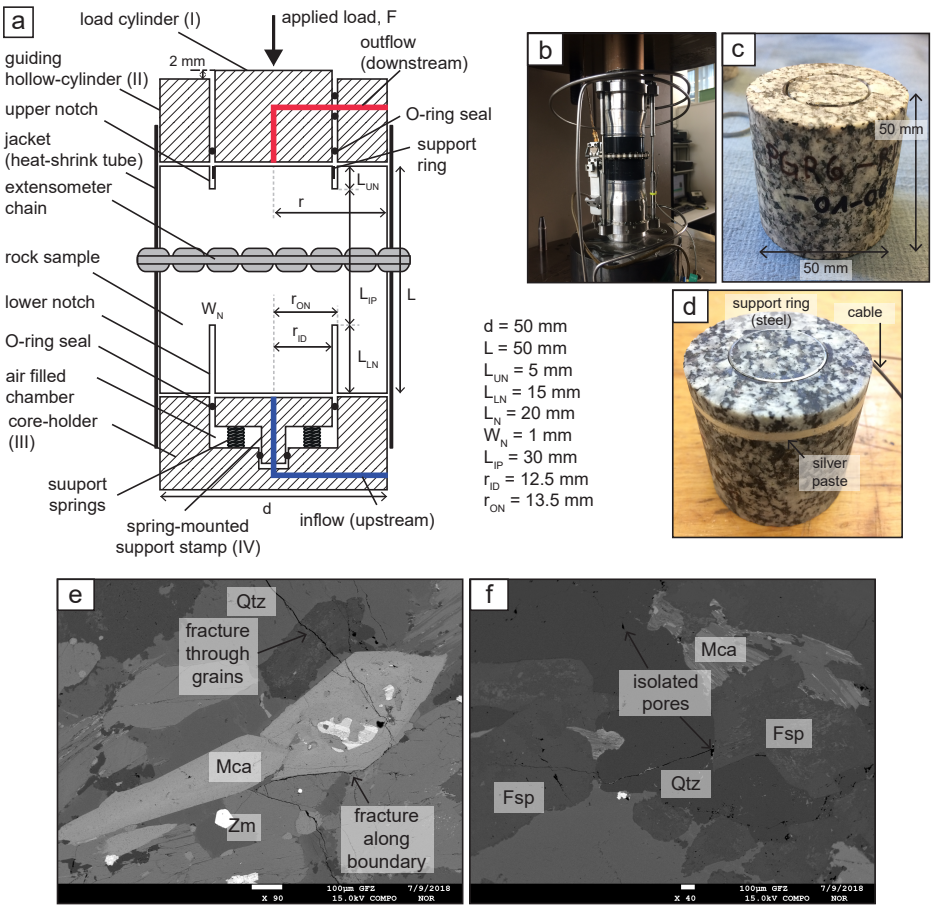 a
load cylinder (I)
applied load, F
guiding
hollow-cylinder (II)
2 mm
outflow
(downstream)
upper notch
O-ring seal
jacket
(heat-shrink tube)
support
ring
extensometer
chain
L_UN
r
rock sample
L_IP
L
lower notch
W_N
r_ON
O-ring seal
r_ID
L_LN
air filled
chamber
core-holder
(III)
suuport
springs
d
spring-mounted
support stamp (IV)
inflow (upstream)
d = 50 mm
L = 50 mm
L_UN = 5 mm
L_LN = 15 mm
L_N = 20 mm
W_N = 1 mm
L_IP = 30 mm
r_ID = 12.5 mm
r_ON = 13.5 mm
b
c
50 mm
50 mm
d
support ring
(steel)
cable
silver
paste
e
Qtz
fracture
through
grains
Mca
Zm
fracture
along
boundary
100µm GFZ 7/9/2018
X 90 15.0kV COMPO NOR
f
Mca
isolated
pores
Fsp
Fsp
Qtz
100µm GFZ 7/9/2018
X 40 15.0kV COMPO NOR